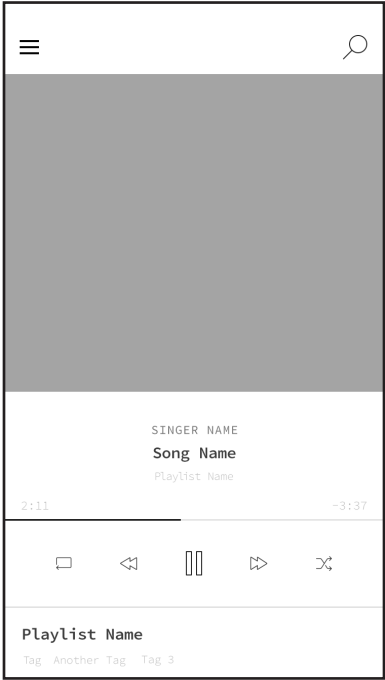 SINGER NAME
Song Name
Playlist Name
2:11 -3:37
Playlist Name
Tag Another Tag Tag 3